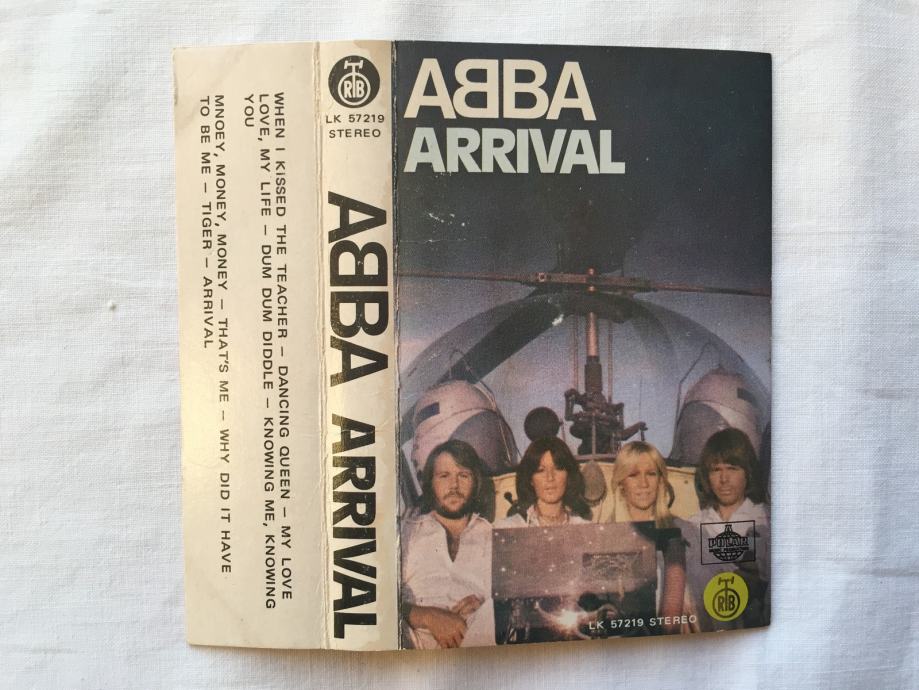 WHEN I KISSED THE TEACHER – DANCING QUEEN – MY LOVE
LOVE, MY LIFE – DUM DUM DIDDLE – KNOWING ME, KNOWING
YOU
MNOEY, MONEY, MONEY – THAT'S ME – WHY DID IT HAVE
TO BE ME – TIGER – ARRIVAL
RTB
LK 57219
STEREO
ABBA ARRIVAL
ABBA
ARRIVAL
POLAR
RTB
LK 57219 STEREO